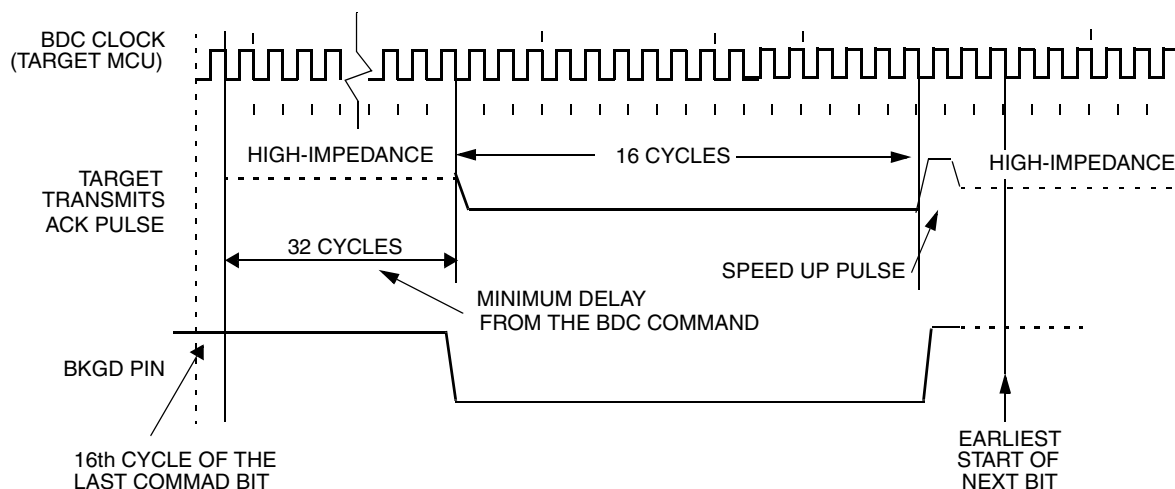 BDC CLOCK
(TARGET MCU)
HIGH-IMPEDANCE
16 CYCLES
HIGH-IMPEDANCE
TARGET
TRANSMITS
ACK PULSE
32 CYCLES
SPEED UP PULSE
MINIMUM DELAY
FROM THE BDC COMMAND
BKGD PIN
16th CYCLE OF THE
LAST COMMAD BIT
EARLIEST
START OF
NEXT BIT